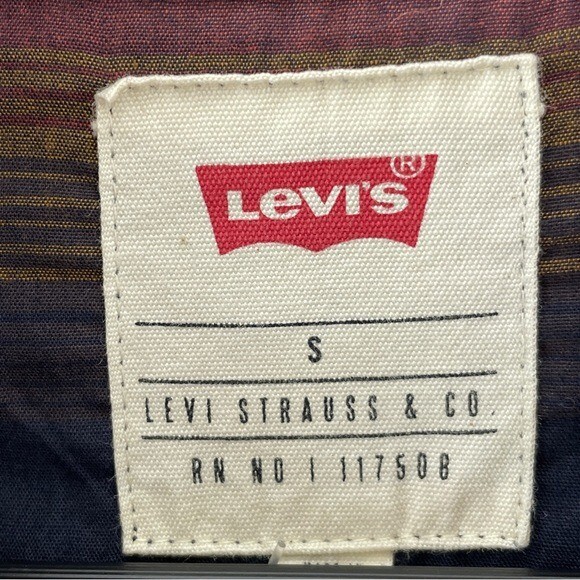 LEVI'S®
S
LEVI STRAUSS & CO.
RN NO | 117508